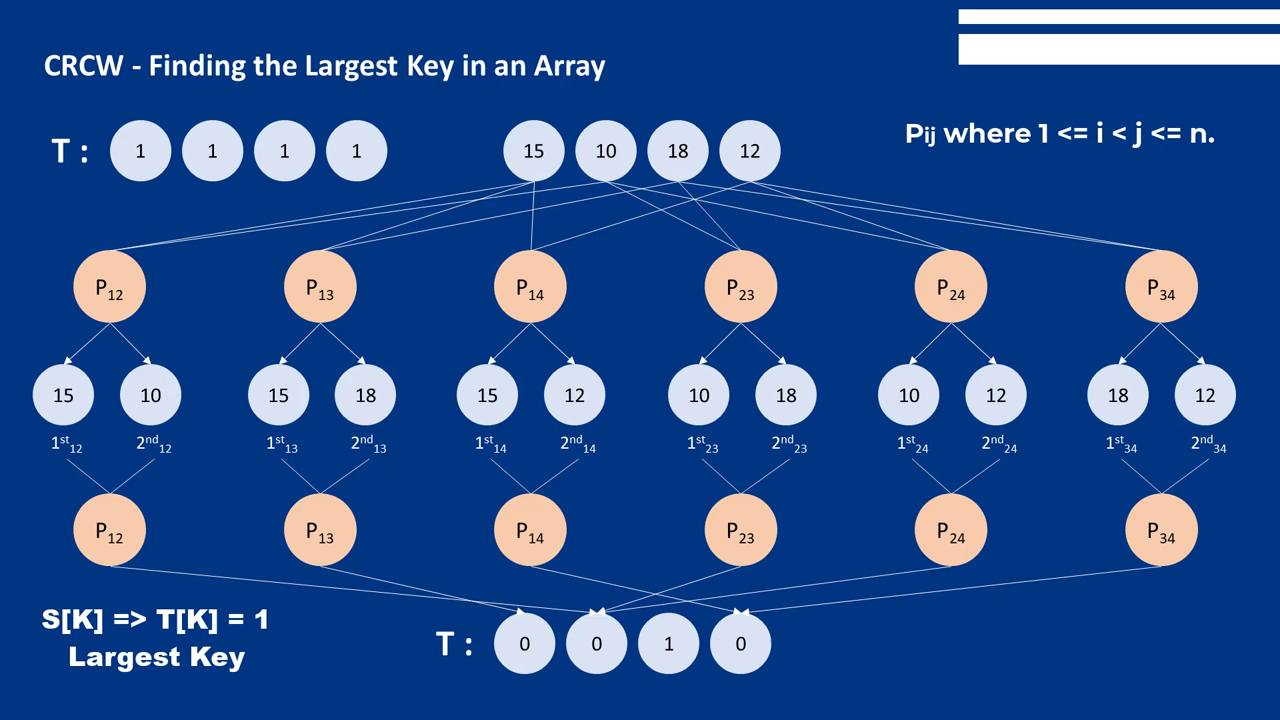 CRCW - Finding the Largest Key in an Array
T : 1 1 1 1
15 10 18 12
Pij where 1 <= i < j <= n.
P12 P13 P14 P23 P24 P34
15 10 15 18 15 12 10 18 10 12 18 12
1st12 2nd12 1st13 2nd13 1st14 2nd14 1st23 2nd23 1st24 2nd24 1st34 2nd34
P12 P13 P14 P23 P24 P34
S[K] => T[K] = 1
Largest Key
T : 0 0 1 0